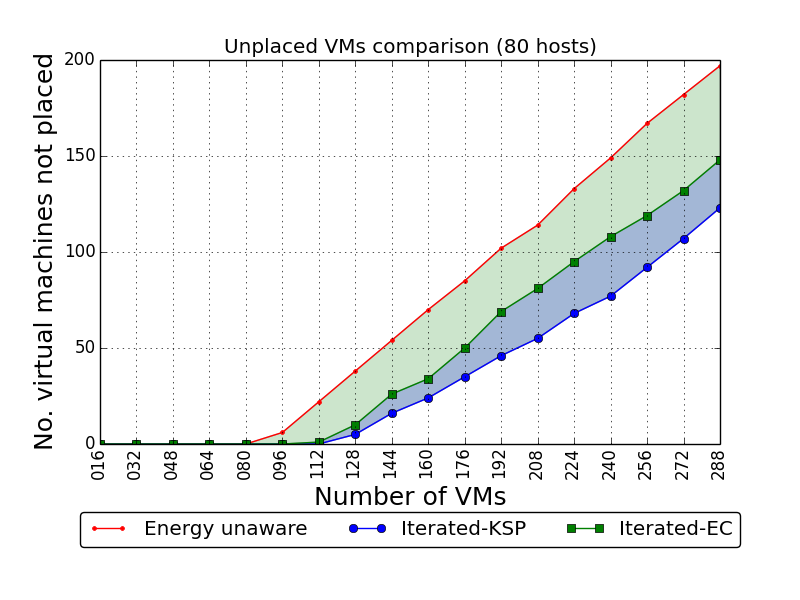 Unplaced VMs comparison (80 hosts)
No. virtual machines not placed
200
150
100
50
0
016 032 048 064 080 096 112 128 144 160 176 192 208 224 240 256 272 288
Number of VMs
Energy unaware Iterated-KSP Iterated-EC